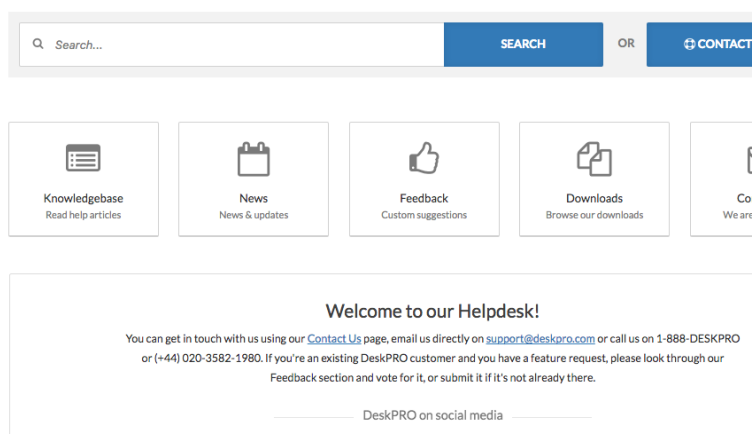 Search...
SEARCH
OR
CONTACT
Knowledgebase
Read help articles
News
News & updates
Feedback
Custom suggestions
Downloads
Browse our downloads
Co
We are
Welcome to our Helpdesk!
You can get in touch with us using our Contact Us page, email us directly on support@deskpro.com or call us on 1-888-DESKPRO
or (+44) 020-3582-1980. If you're an existing DeskPRO customer and you have a feature request, please look through our
Feedback section and vote for it, or submit it if it's not already there.
DeskPRO on social media